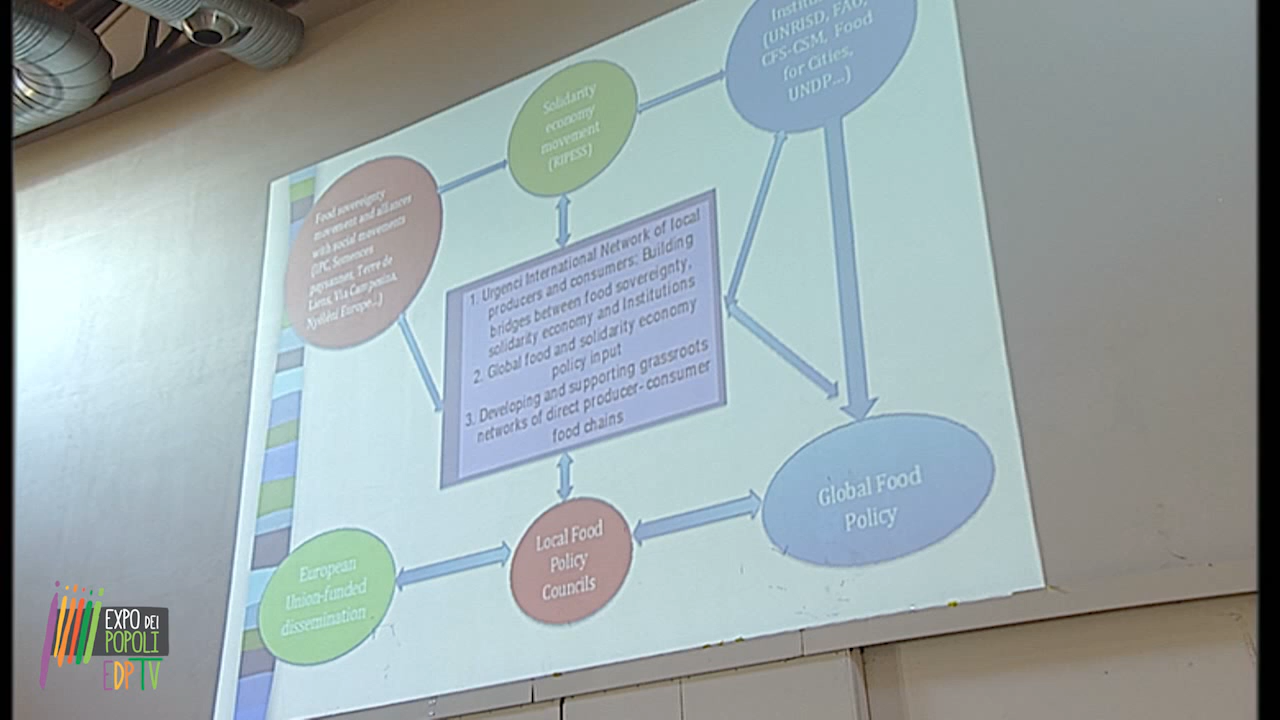 (UNRISD, FAO,
CFS-CSM, Food
for Cities,
UNDP...)
Solidarity
economy
movement
(RIPESS)
Food sovereignty
movement and alliances
with social movements
(IPC, Semences
paysannes, Terre de
Liens, Via Campesina,
Nyéléni Europe...)
1. Urgenci International Network of local
producers and consumers: Building
bridges between food sovereignty,
solidarity economy and Institutions
2. Global food and solidarity economy
policy input
3. Developing and supporting grassroots
networks of direct producer-consumer
food chains
Global Food
Policy
Local Food
Policy
Councils
European
Union-funded
dissemination
EXPO DEI
POPOLI
EDPTV